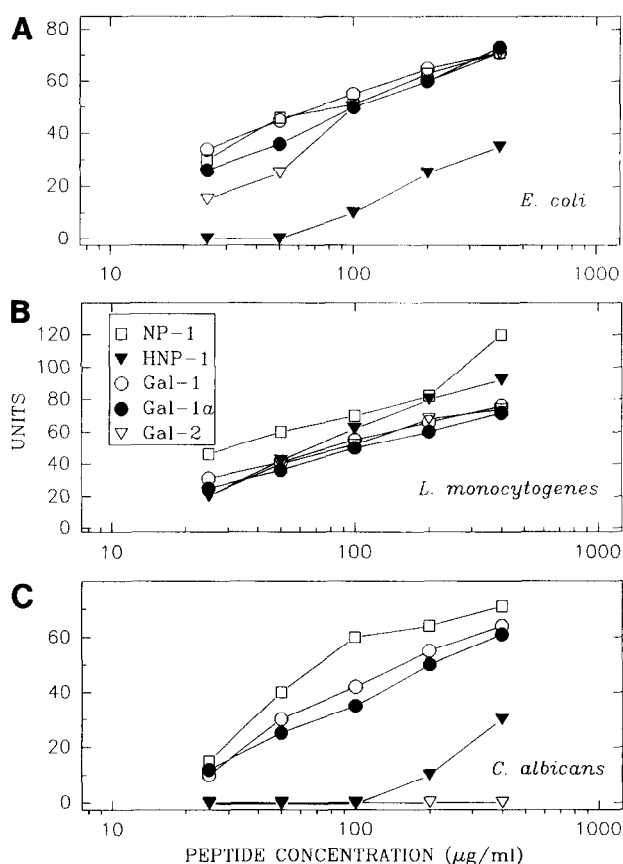 A
80
60
40
20
0
E. coli
10
100
1000
B
120
100
80
60
40
20
0
UNITS
NP-1
HNP-1
Gal-1
Gal-1a
Gal-2
L. monocytogenes
10
100
1000
C
60
40
20
0
C. albicans
10
100
1000
PEPTIDE CONCENTRATION (µg/ml)